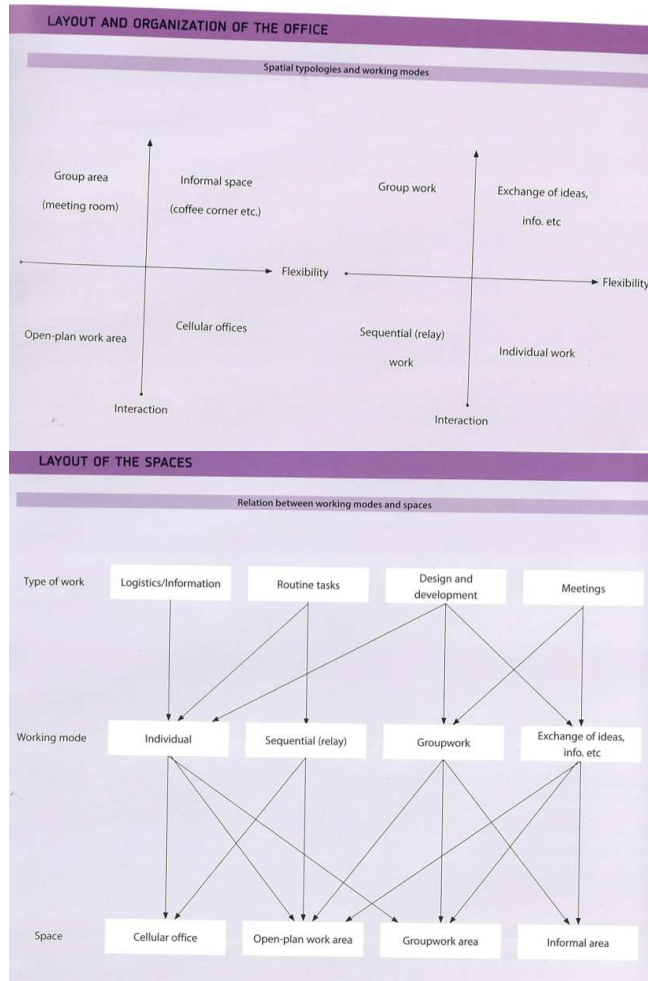 LAYOUT AND ORGANIZATION OF THE OFFICE
Spatial typologies and working modes
Group area
(meeting room)
Informal space
(coffee corner etc.)
Flexibility
Open-plan work area
Cellular offices
Interaction
Group work
Exchange of ideas,
info. etc
Flexibility
Sequential (relay)
work
Individual work
Interaction
LAYOUT OF THE SPACES
Relation between working modes and spaces
Type of work
Logistics/Information
Routine tasks
Design and
development
Meetings
Working mode
Individual
Sequential (relay)
Groupwork
Exchange of ideas,
info. etc
Space
Cellular office
Open-plan work area
Groupwork area
Informal area